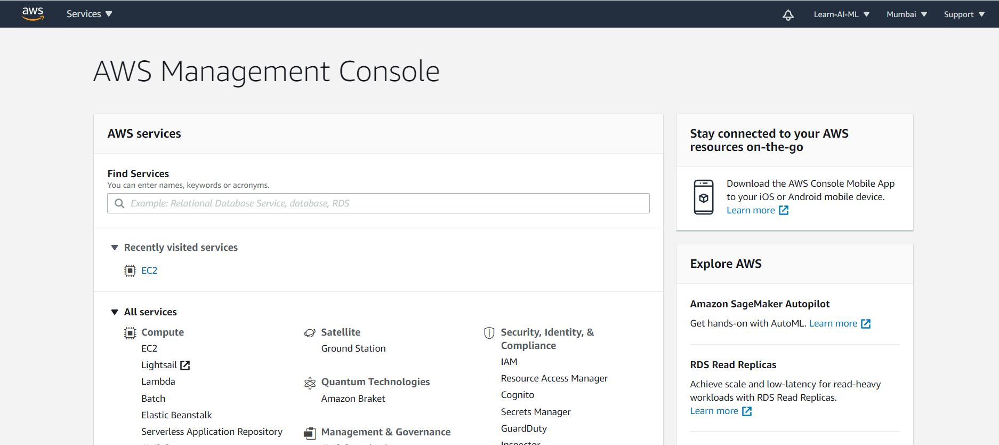 aws
Services
Learn-AI-ML
Mumbai
Support
AWS Management Console
AWS services
Find Services
You can enter names, keywords or acronyms.
Example: Relational Database Service, database, RDS
Recently visited services
EC2
All services
Compute
EC2
Lightsail
Lambda
Batch
Elastic Beanstalk
Serverless Application Repository
Satellite
Ground Station
Quantum Technologies
Amazon Braket
Management & Governance
Security, Identity, &
Compliance
IAM
Resource Access Manager
Cognito
Secrets Manager
GuardDuty
Inspector
Stay connected to your AWS
resources on-the-go
Download the AWS Console Mobile App
to your iOS or Android mobile device.
Learn more
Explore AWS
Amazon SageMaker Autopilot
Get hands-on with AutoML. Learn more
RDS Read Replicas
Achieve scale and low-latency for read-heavy
workloads with RDS Read Replicas.
Learn more